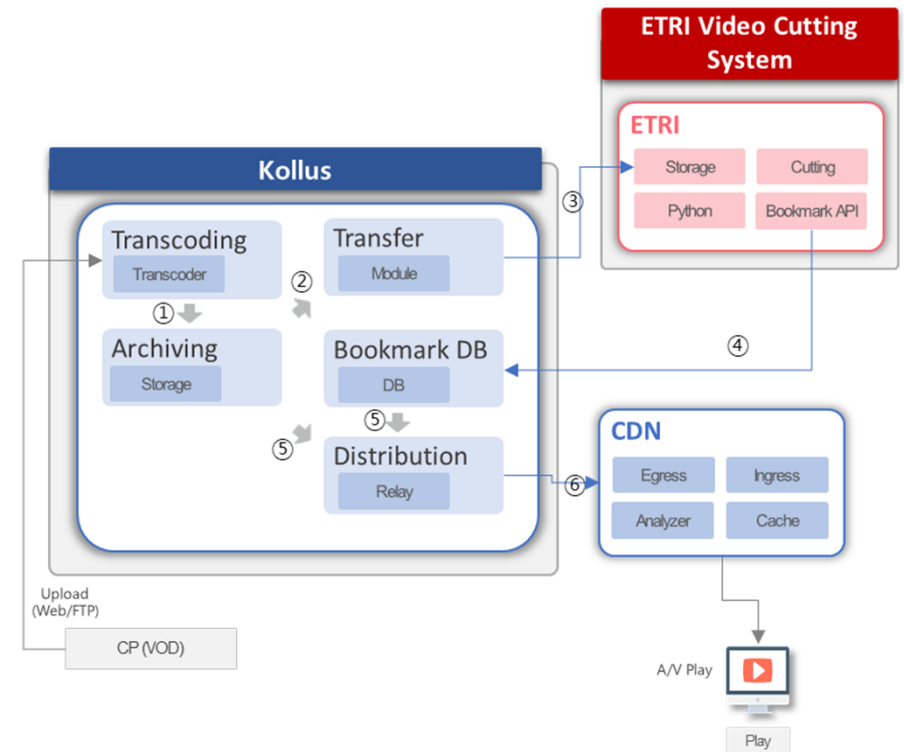 ETRI Video Cutting
System
ETRI
Storage
Cutting
Python
Bookmark API
Kollus
Transcoding
Transcoder
①
Archiving
Storage
②
Transfer
Module
③
④
Bookmark DB
DB
⑤
⑤
Distribution
Relay
⑥
CDN
Egress
Ingress
Analyzer
Cache
Upload
(Web/FTP)
CP (VOD)
A/V Play
Play